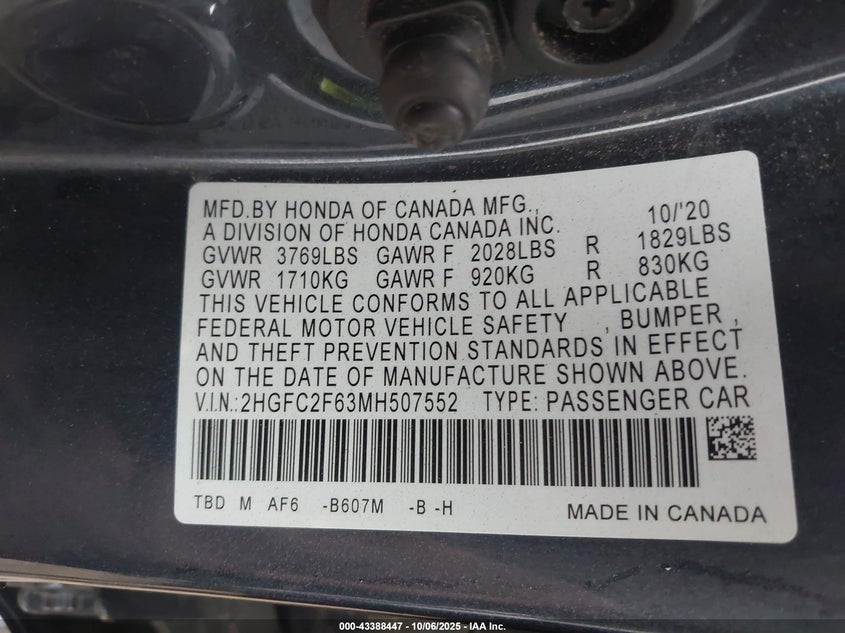 MFD.BY HONDA OF CANADA MFG., 10/'20
A DIVISION OF HONDA CANADA INC.
GVWR 3769LBS GAWR F 2028LBS R 1829LBS
GVWR 1710KG GAWR F 920KG R 830KG
THIS VEHICLE CONFORMS TO ALL APPLICABLE
FEDERAL MOTOR VEHICLE SAFETY , BUMPER ,
AND THEFT PREVENTION STANDARDS IN EFFECT
ON THE DATE OF MANUFACTURE SHOWN ABOVE.
V.I.N.:2HGFC2F63MH507552 TYPE: PASSENGER CAR
TBD M AF6 -B607M -B -H MADE IN CANADA
000-43388447 - 10/06/2025 - IAA Inc.